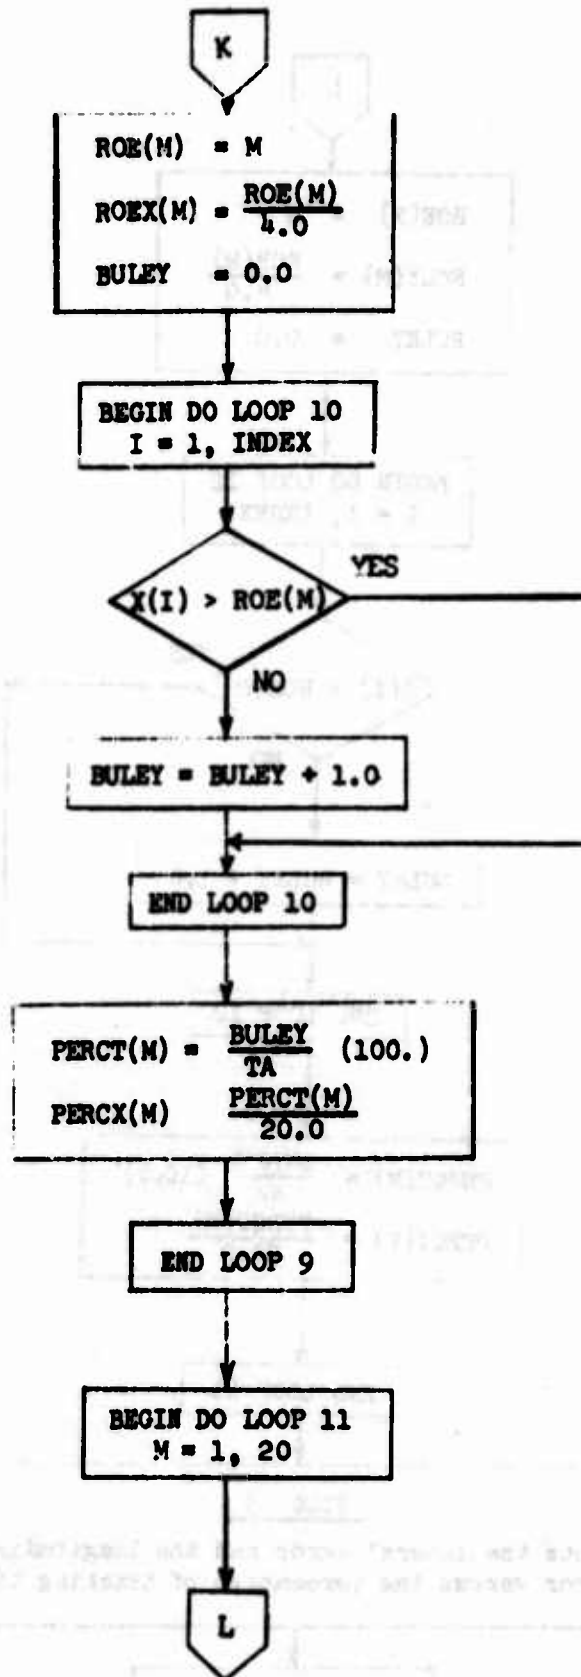 K
ROE(M) = M
ROEX(M) = ROE(M)
4.0
BULEY = 0.0
BEGIN DO LOOP 10
I = 1, INDEX
X(I) > ROE(M)
YES
NO
BULEY = BULEY + 1.0
END LOOP 10
PERCT(M) = BULEY (100.)
TA
PERCX(M) PERCT(M)
20.0
END LOOP 9
BEGIN DO LOOP 11
M = 1, 20
L